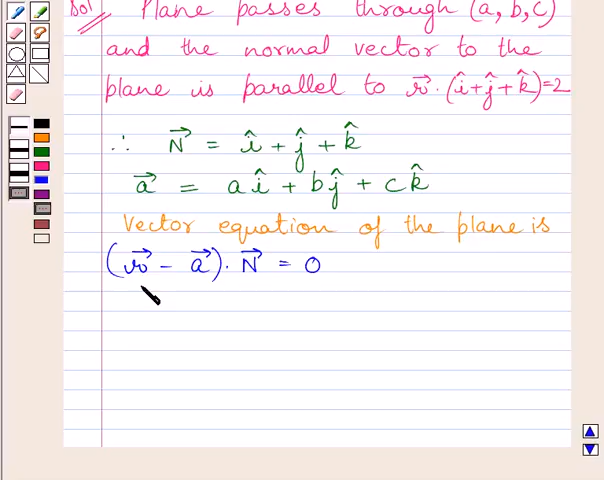 Sol Plane passes through (a, b, c)
and the normal vector to the
plane is parallel to r⃗ · (î + ĵ + k̂) = 2
∴ N⃗ = î + ĵ + k̂
a⃗ = aî + bĵ + ck̂
Vector equation of the plane is
(r⃗ − a⃗) · N⃗ = 0